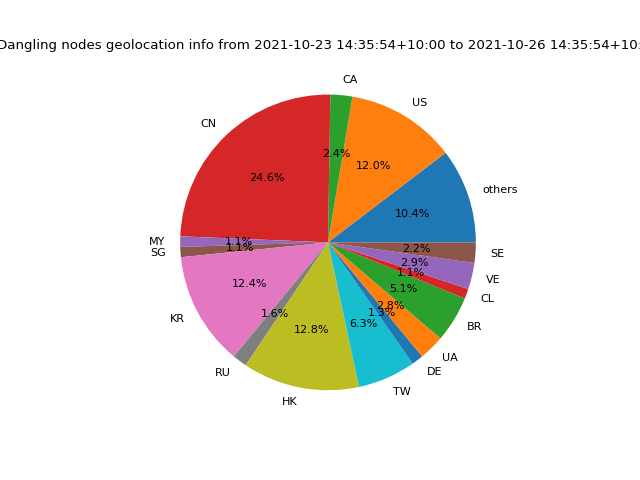 Dangling nodes geolocation info from 2021-10-23 14:35:54+10:00 to 2021-10-26 14:35:54+10:
CA
US
CN
2.4%
12.0%
24.6%
others
10.4%
MY
1.1%
SG
1.1%
2.2%
SE
2.9%
VE
1.1%
CL
12.4%
5.1%
2.8%
1.3%
1.6%
6.3%
KR
12.8%
BR
UA
RU
DE
TW
HK